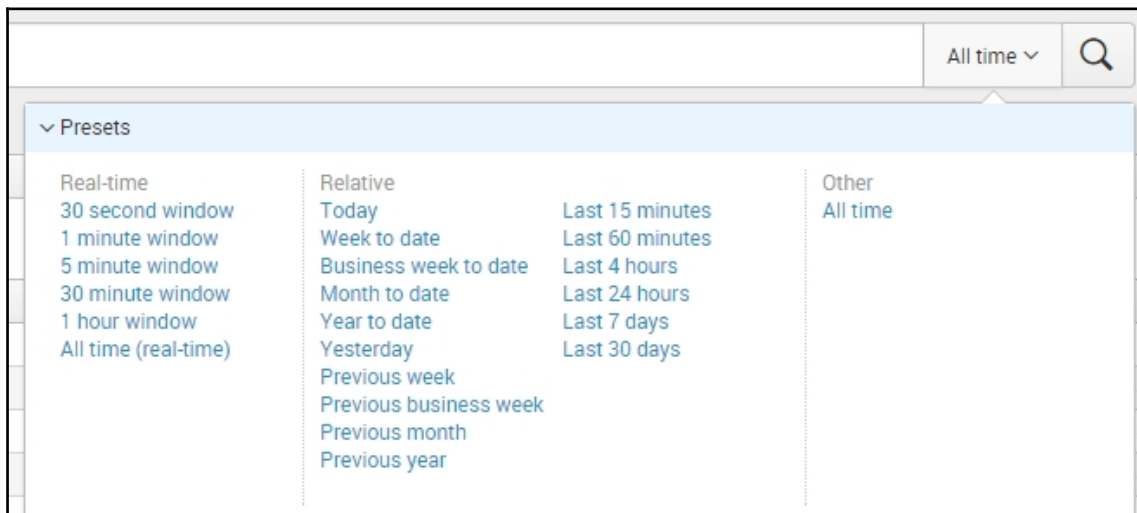 All time
Presets
Real-time
30 second window
1 minute window
5 minute window
30 minute window
1 hour window
All time (real-time)
Relative
Today
Week to date
Business week to date
Month to date
Year to date
Yesterday
Previous week
Previous business week
Previous month
Previous year
Last 15 minutes
Last 60 minutes
Last 4 hours
Last 24 hours
Last 7 days
Last 30 days
Other
All time